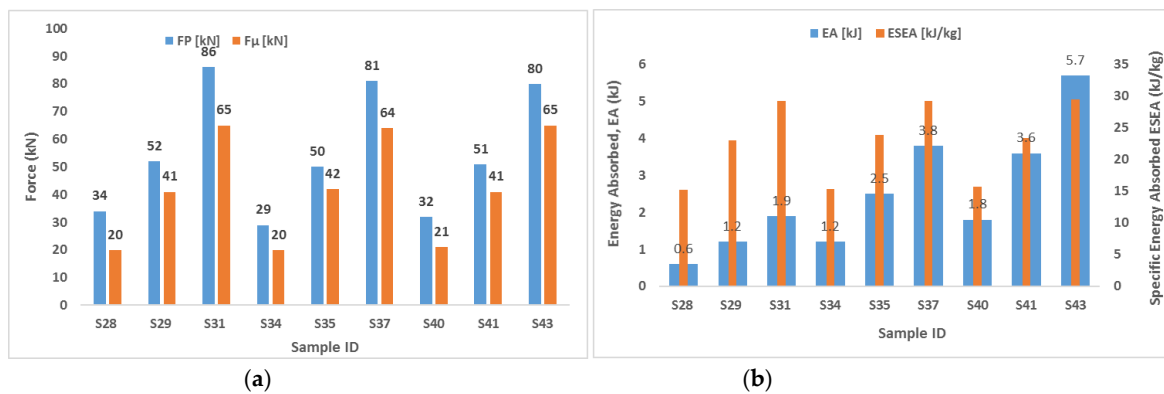 FP [kN] Fµ [kN]
100
90
80
70
60
50
40
30
20
10
0
Force (kN)
34 20 52 41 86 65 29 20 50 42 81 64 32 21 51 41 80 65
S28 S29 S31 S34 S35 S37 S40 S41 S43
Sample ID
(a)
EA [kJ] ESEA [kJ/kg]
6
5
4
3
2
1
0
Energy Absorbed, EA (kJ)
0.6 1.2 1.9 1.2 2.5 3.8 1.8 3.6 5.7
35
30
25
20
15
10
5
0
Specific Energy Absorbed ESEA (kJ/kg)
S28 S29 S31 S34 S35 S37 S40 S41 S43
Sample ID
(b)